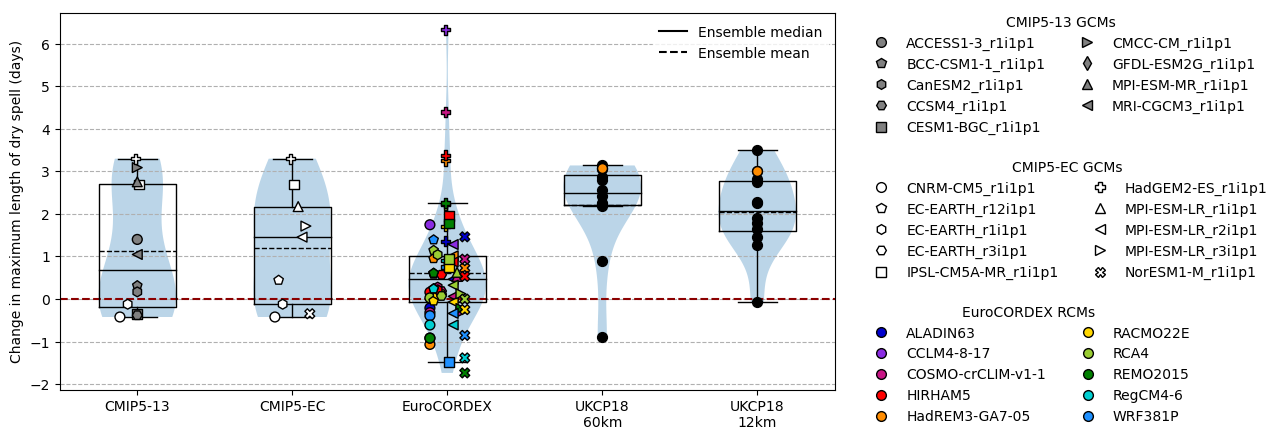 Change in maximum length of dry spell (days)
6
5
4
3
2
1
0
−1
−2
Ensemble median
Ensemble mean
CMIP5-13
CMIP5-EC
EuroCORDEX
UKCP18
60km
UKCP18
12km
CMIP5-13 GCMs
ACCESS1-3_r1i1p1
BCC-CSM1-1_r1i1p1
CanESM2_r1i1p1
CCSM4_r1i1p1
CESM1-BGC_r1i1p1
CMCC-CM_r1i1p1
GFDL-ESM2G_r1i1p1
MPI-ESM-MR_r1i1p1
MRI-CGCM3_r1i1p1
CMIP5-EC GCMs
CNRM-CM5_r1i1p1
EC-EARTH_r12i1p1
EC-EARTH_r1i1p1
EC-EARTH_r3i1p1
IPSL-CM5A-MR_r1i1p1
HadGEM2-ES_r1i1p1
MPI-ESM-LR_r1i1p1
MPI-ESM-LR_r2i1p1
MPI-ESM-LR_r3i1p1
NorESM1-M_r1i1p1
EuroCORDEX RCMs
ALADIN63
CCLM4-8-17
COSMO-crCLIM-v1-1
HIRHAM5
HadREM3-GA7-05
RACMO22E
RCA4
REMO2015
RegCM4-6
WRF381P